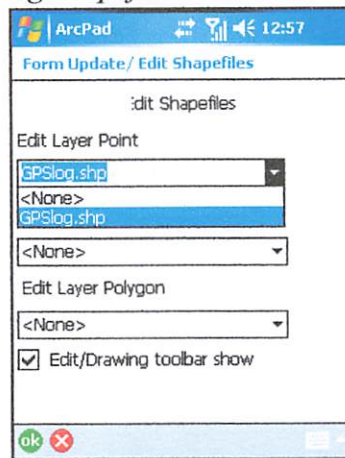 ArcPad 12:57
Form Update/ Edit Shapefiles
Edit Shapefiles
Edit Layer Point
GPSlog.shp
<None>
GPSlog.shp
<None>
Edit Layer Polygon
<None>
Edit/Drawing toolbar show
ok